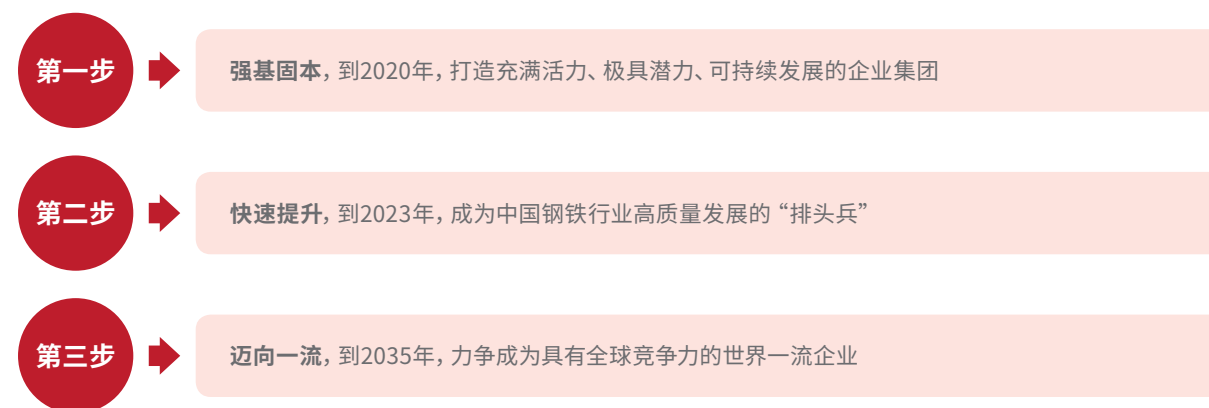 第一步
强基固本，到2020年，打造充满活力、极具潜力、可持续发展的企业集团
第二步
快速提升，到2023年，成为中国钢铁行业高质量发展的“排头兵”
第三步
迈向一流，到2035年，力争成为具有全球竞争力的世界一流企业